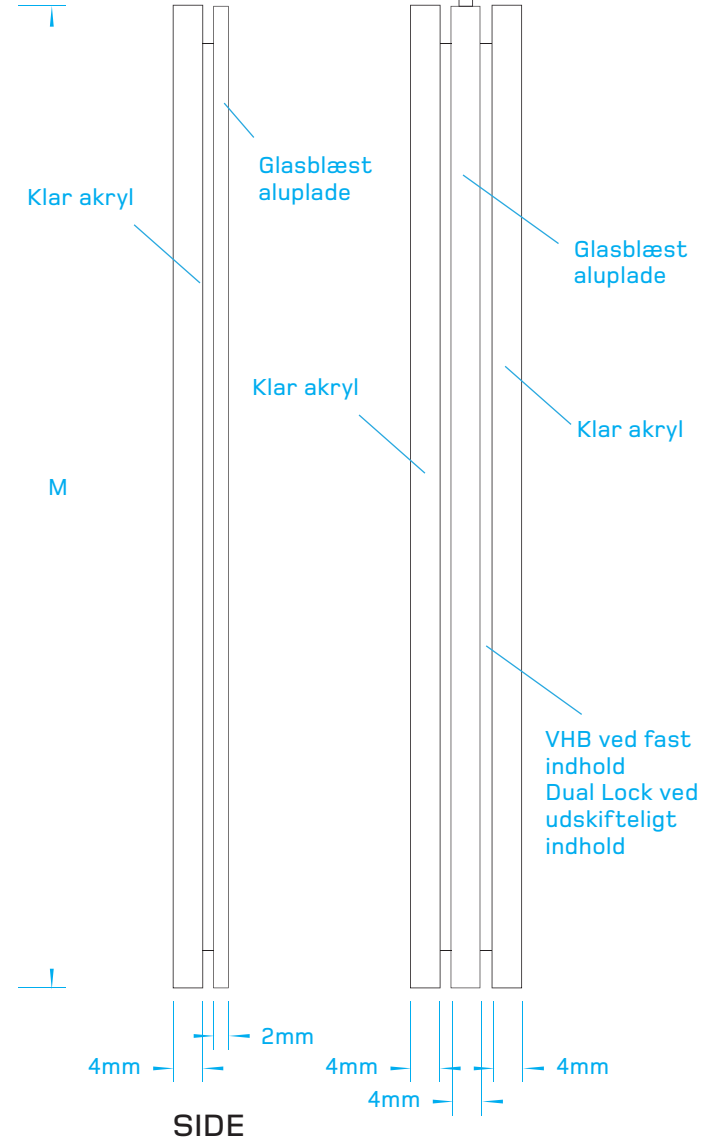 Glasblæst
aluplade
Klar akryl
Glasblæst
aluplade
Klar akryl
Klar akryl
M
VHB ved fast
indhold
Dual Lock ved
udskifteligt
indhold
2mm
4mm
4mm
4mm
4mm
SIDE